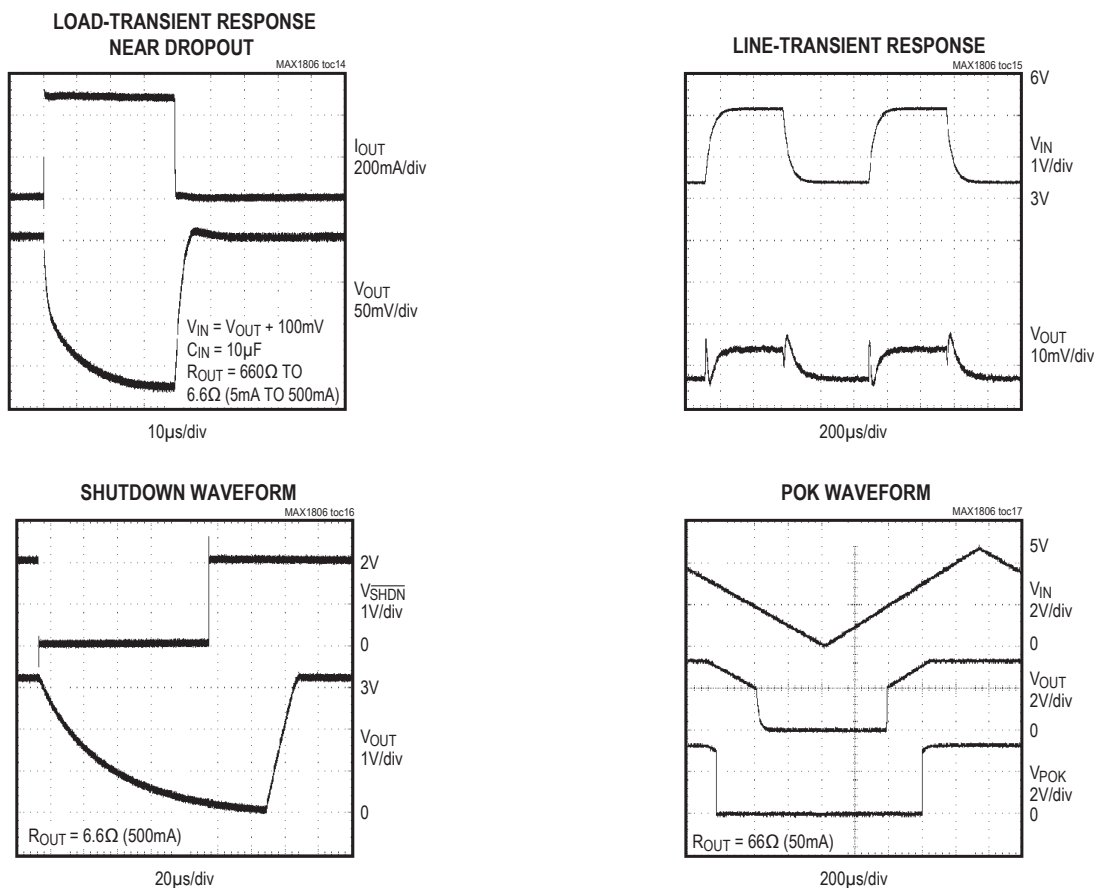 LOAD-TRANSIENT RESPONSE
NEAR DROPOUT
MAX1806 toc14
IOUT
200mA/div
VOUT
50mV/div
VIN = VOUT + 100mV
CIN = 10µF
ROUT = 660Ω TO
6.6Ω (5mA TO 500mA)
10µs/div
LINE-TRANSIENT RESPONSE
MAX1806 toc15
6V
VIN
1V/div
3V
VOUT
10mV/div
200µs/div
SHUTDOWN WAVEFORM
MAX1806 toc16
2V
VSHDN
1V/div
0
3V
VOUT
1V/div
0
ROUT = 6.6Ω (500mA)
20µs/div
POK WAVEFORM
MAX1806 toc17
5V
VIN
2V/div
0
VOUT
2V/div
0
VPOK
2V/div
0
ROUT = 66Ω (50mA)
200µs/div